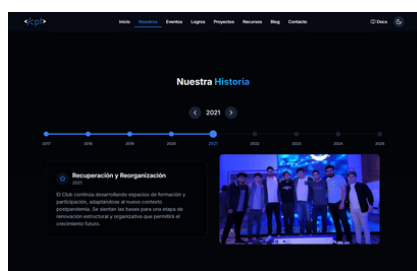 </cpf>
Inicio Nosotros Eventos Logros Proyectos Recursos Blog Contacto
Docs
Nuestra Historia
2021
2017 2018 2019 2020 2021 2022 2023 2024 2025
Recuperación y Reorganización
2021
El Club continúa desarrollando espacios de formación y
participación, adaptándose al nuevo contexto
postpandemia. Se sientan las bases para una etapa de
renovación estructural y organizativa que permitirá el
crecimiento futuro.